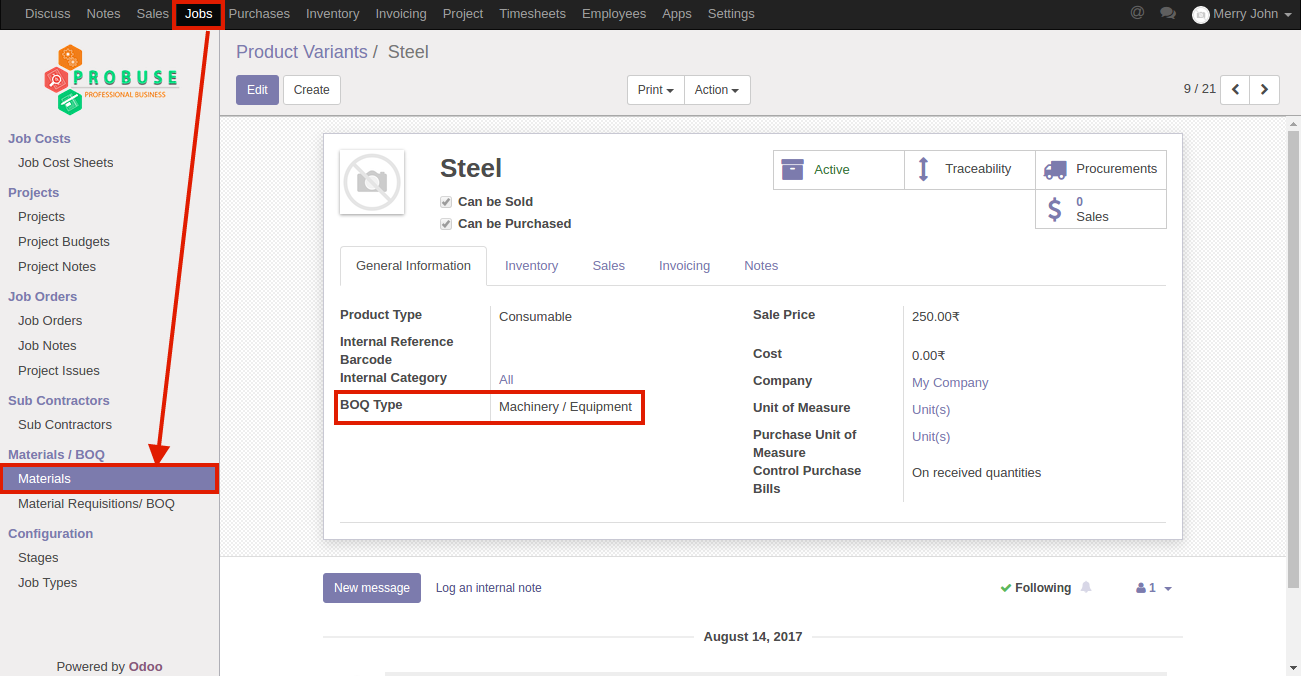 Discuss Notes Sales Jobs Purchases Inventory Invoicing Project Timesheets Employees Apps Settings @ Merry John
PROBUSE
PROFESSIONAL BUSINESS
Job Costs
Job Cost Sheets
Projects
Projects
Project Budgets
Project Notes
Job Orders
Job Orders
Job Notes
Project Issues
Sub Contractors
Sub Contractors
Materials / BOQ
Materials
Material Requisitions/ BOQ
Configuration
Stages
Job Types
Powered by Odoo
Product Variants / Steel
Edit Create Print Action 9 / 21
Steel
Can be Sold
Can be Purchased
Active Traceability Procurements
0
Sales
General Information Inventory Sales Invoicing Notes
Product Type Consumable
Internal Reference
Barcode
Internal Category All
BOQ Type Machinery / Equipment
Sale Price 250.00₹
Cost 0.00₹
Company My Company
Unit of Measure Unit(s)
Purchase Unit of Unit(s)
Measure
Control Purchase On received quantities
Bills
New message Log an internal note Following 1
August 14, 2017